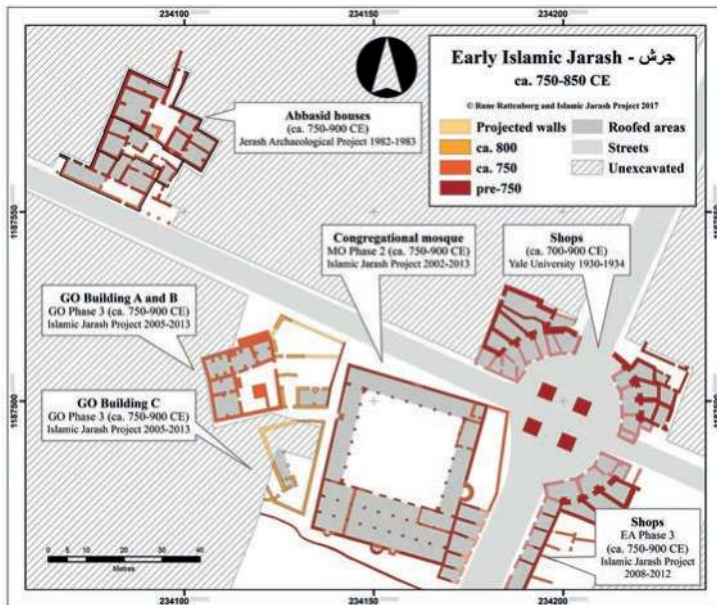 234100
234150
234200
Early Islamic Jarash - جرش
ca. 750-850 CE
© Rune Rattenborg and Islamic Jarash Project 2017
Projected walls
ca. 800
ca. 750
pre-750
Roofed areas
Streets
Unexcavated
Abbasid houses
(ca. 750-900 CE)
Jerash Archaeological Project 1982-1983
1187550
1187550
Congregational mosque
MO Phase 2 (ca. 750-900 CE)
Islamic Jarash Project 2002-2013
Shops
(ca. 700-900 CE)
Yale University 1930-1934
GO Building A and B
GO Phase 3 (ca. 750-900 CE)
Islamic Jarash Project 2005-2013
GO Building C
GO Phase 3 (ca. 750-900 CE)
Islamic Jarash Project 2005-2013
1187500
1187500
Shops
EA Phase 3
(ca. 750-900 CE)
Islamic Jarash Project
2008-2012
0 5 10 20 30 40
Metres
234100
234150
234200